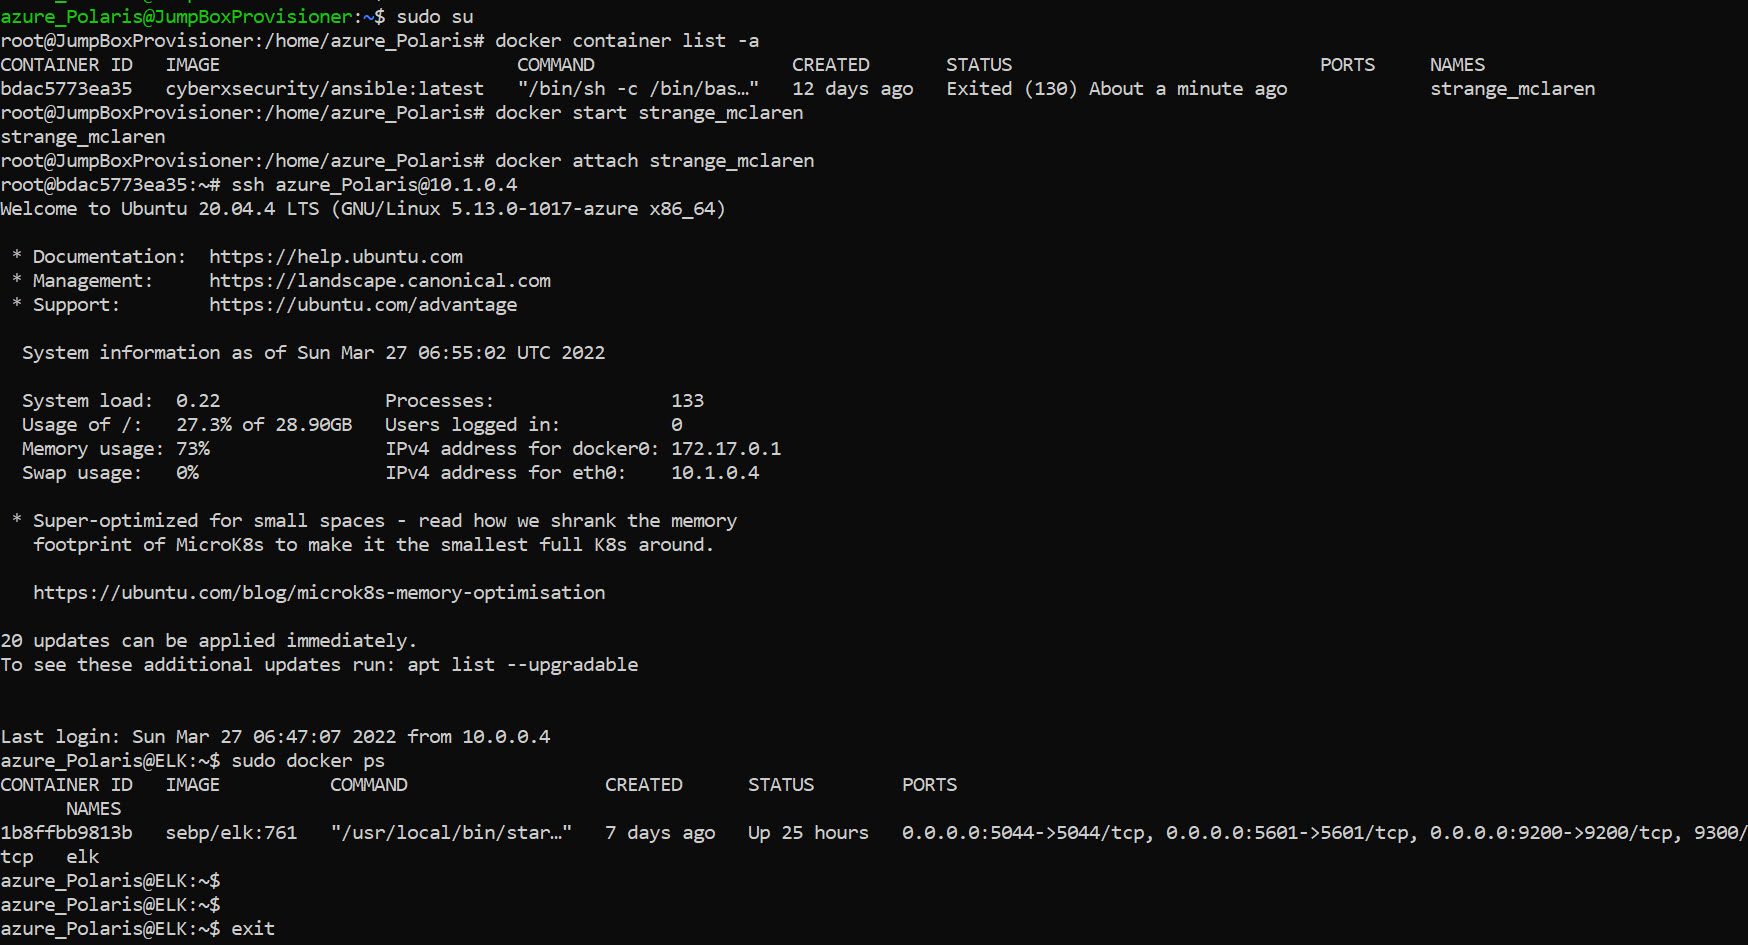 azure_Polaris@JumpBoxProvisioner:~$ sudo su
root@JumpBoxProvisioner:/home/azure_Polaris# docker container list -a
CONTAINER ID   IMAGE                           COMMAND                  CREATED       STATUS                            PORTS     NAMES
bdac5773ea35   cyberxsecurity/ansible:latest   "/bin/sh -c /bin/bas…"   12 days ago   Exited (130) About a minute ago             strange_mclaren
root@JumpBoxProvisioner:/home/azure_Polaris# docker start strange_mclaren
strange_mclaren
root@JumpBoxProvisioner:/home/azure_Polaris# docker attach strange_mclaren
root@bdac5773ea35:~# ssh azure_Polaris@10.1.0.4
Welcome to Ubuntu 20.04.4 LTS (GNU/Linux 5.13.0-1017-azure x86_64)
 * Documentation:  https://help.ubuntu.com
 * Management:     https://landscape.canonical.com
 * Support:        https://ubuntu.com/advantage
  System information as of Sun Mar 27 06:55:02 UTC 2022
  System load:  0.22               Processes:                133
  Usage of /:   27.3% of 28.90GB   Users logged in:          0
  Memory usage: 73%                IPv4 address for docker0: 172.17.0.1
  Swap usage:   0%                 IPv4 address for eth0:    10.1.0.4
 * Super-optimized for small spaces - read how we shrank the memory
   footprint of MicroK8s to make it the smallest full K8s around.
   https://ubuntu.com/blog/microk8s-memory-optimisation
20 updates can be applied immediately.
To see these additional updates run: apt list --upgradable
Last login: Sun Mar 27 06:47:07 2022 from 10.0.0.4
azure_Polaris@ELK:~$ sudo docker ps
CONTAINER ID   IMAGE          COMMAND                  CREATED      STATUS        PORTS
      NAMES
1b8ffbb9813b   sebp/elk:761   "/usr/local/bin/star…"   7 days ago   Up 25 hours   0.0.0.0:5044->5044/tcp, 0.0.0.0:5601->5601/tcp, 0.0.0.0:9200->9200/tcp, 9300/
tcp   elk
azure_Polaris@ELK:~$
azure_Polaris@ELK:~$
azure_Polaris@ELK:~$ exit